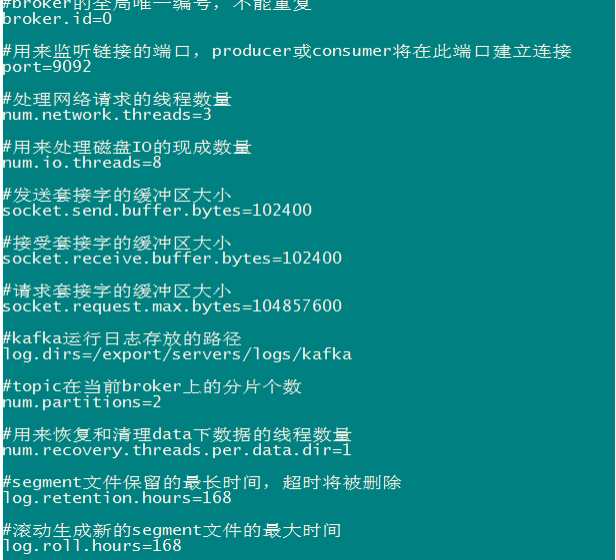 #broker的全局唯一编号，不能重复
broker.id=0
#用来监听链接的端口，producer或consumer将在此端口建立连接
port=9092
#处理网络请求的线程数量
num.network.threads=3
#用来处理磁盘IO的现成数量
num.io.threads=8
#发送套接字的缓冲区大小
socket.send.buffer.bytes=102400
#接受套接字的缓冲区大小
socket.receive.buffer.bytes=102400
#请求套接字的缓冲区大小
socket.request.max.bytes=104857600
#kafka运行日志存放的路径
log.dirs=/export/servers/logs/kafka
#topic在当前broker上的分片个数
num.partitions=2
#用来恢复和清理data下数据的线程数量
num.recovery.threads.per.data.dir=1
#segment文件保留的最长时间，超时将被删除
log.retention.hours=168
#滚动生成新的segment文件的最大时间
log.roll.hours=168